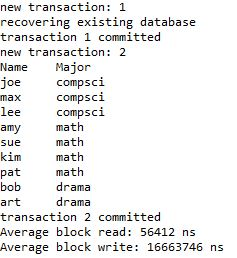 new transaction: 1
recovering existing database
transaction 1 committed
new transaction: 2
Name    Major
joe     compsci
max     compsci
lee     compsci
amy     math
sue     math
kim     math
pat     math
bob     drama
art     drama
transaction 2 committed
Average block read: 56412 ns
Average block write: 16663746 ns